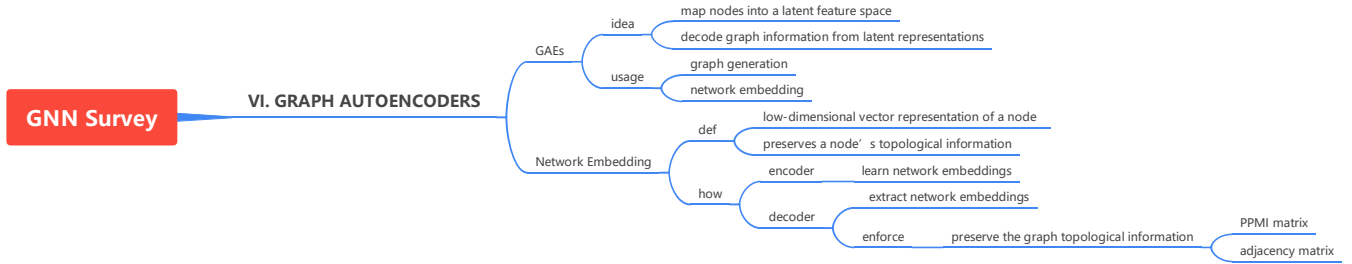 GNN Survey
VI. GRAPH AUTOENCODERS
GAEs
idea
map nodes into a latent feature space
decode graph information from latent representations
usage
graph generation
network embedding
Network Embedding
def
low-dimensional vector representation of a node
preserves a node’s topological information
how
encoder
learn network embeddings
decoder
extract network embeddings
enforce
preserve the graph topological information
PPMI matrix
adjacency matrix